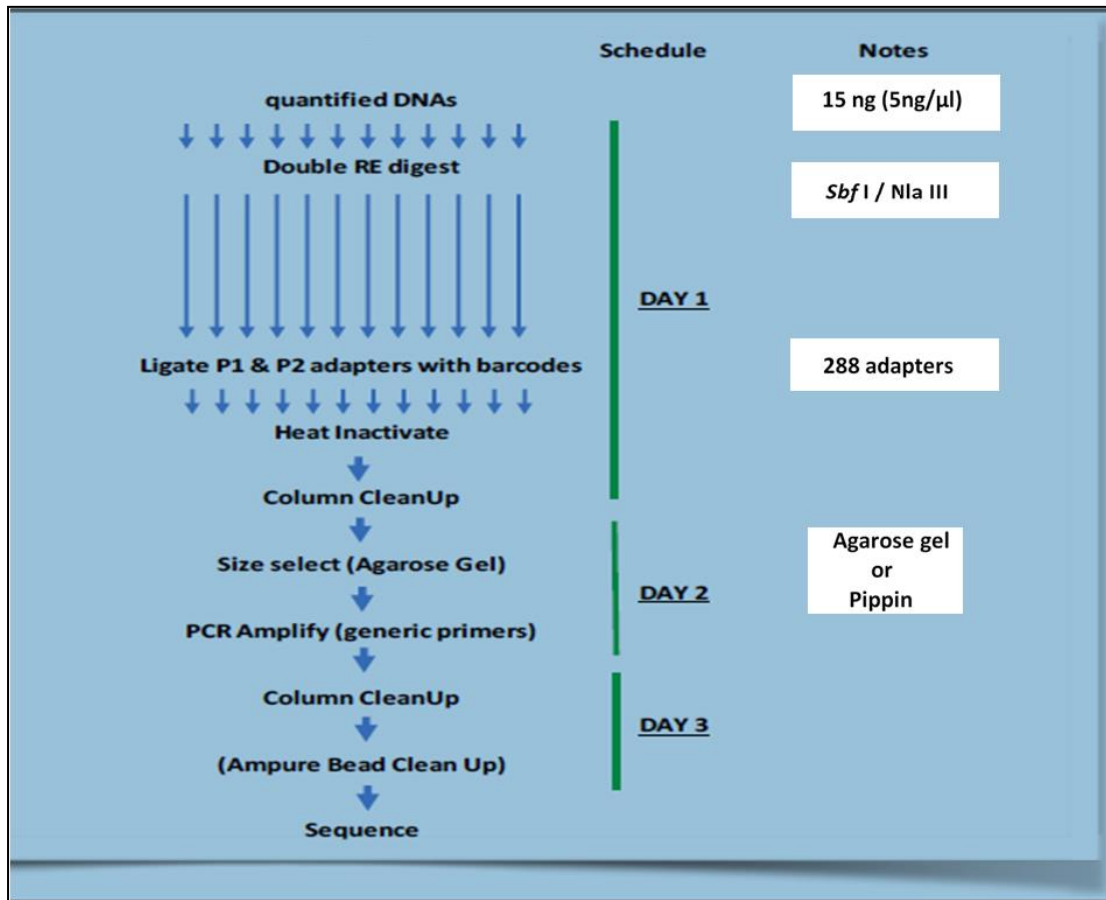 Schedule
Notes
quantified DNAs
15 ng (5ng/µl)
Double RE digest
Sbf I / Nla III
DAY 1
Ligate P1 & P2 adapters with barcodes
288 adapters
Heat Inactivate
Column CleanUp
Size select (Agarose Gel)
Agarose gel
or
Pippin
DAY 2
PCR Amplify (generic primers)
Column CleanUp
DAY 3
(Ampure Bead Clean Up)
Sequence